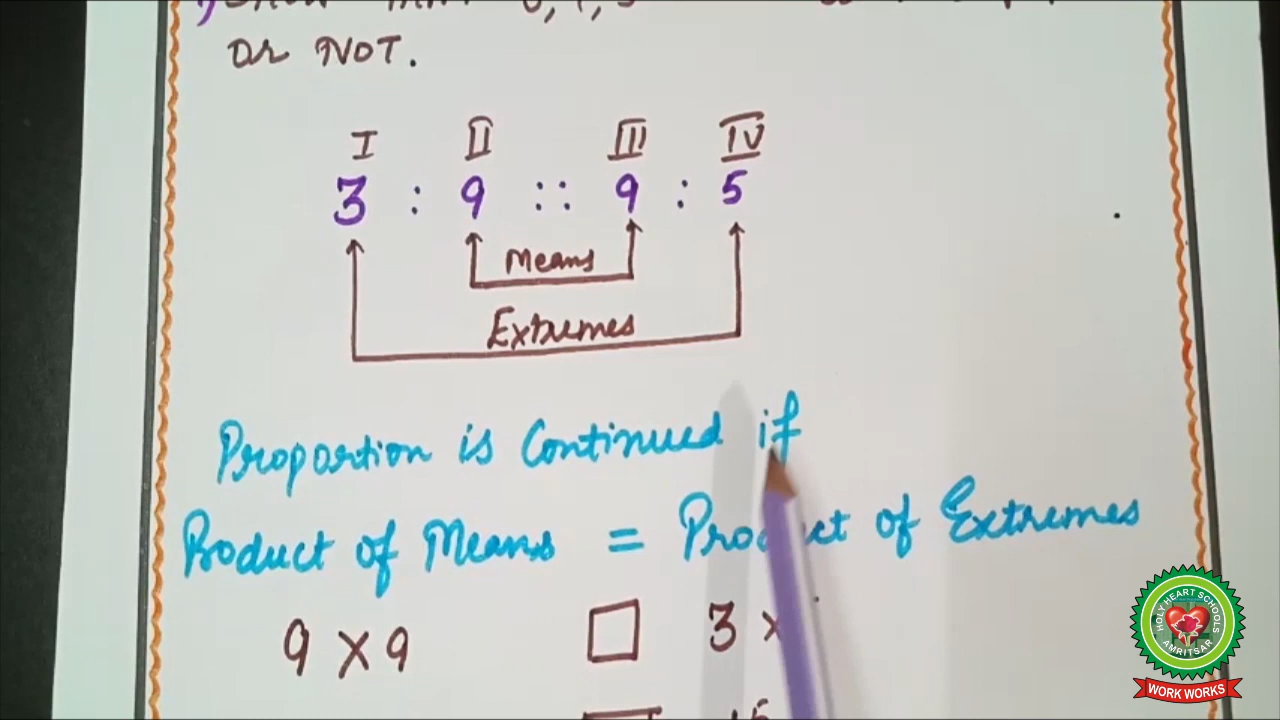 or NOT.
I II III IV
3 : 9 :: 9 : 5
Means
Extremes
Proportion is Continued if
Product of Means = Product of Extremes
9 × 9 □ 3 ×
HOLY HEART SCHOOLS
AMRITSAR
WORK WORKS